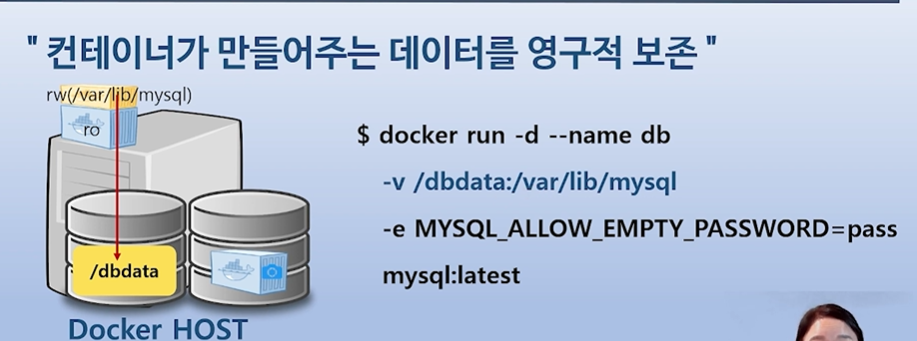 " 컨테이너가 만들어주는 데이터를 영구적 보존 "
rw(/var/lib/mysql)
ro
/dbdata
Docker HOST
$ docker run -d --name db
-v /dbdata:/var/lib/mysql
-e MYSQL_ALLOW_EMPTY_PASSWORD=pass
mysql:latest